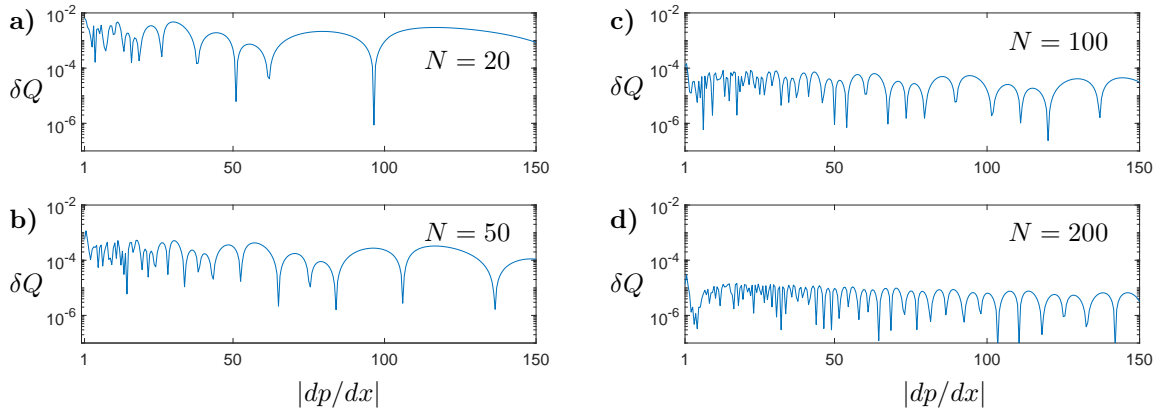 a)
10⁻²
10⁻⁴
10⁻⁶
δQ
N = 20
1 50 100 150
b)
10⁻²
10⁻⁴
10⁻⁶
δQ
N = 50
1 50 100 150
|dp/dx|
c)
10⁻²
10⁻⁴
10⁻⁶
δQ
N = 100
1 50 100 150
d)
10⁻²
10⁻⁴
10⁻⁶
δQ
N = 200
1 50 100 150
|dp/dx|